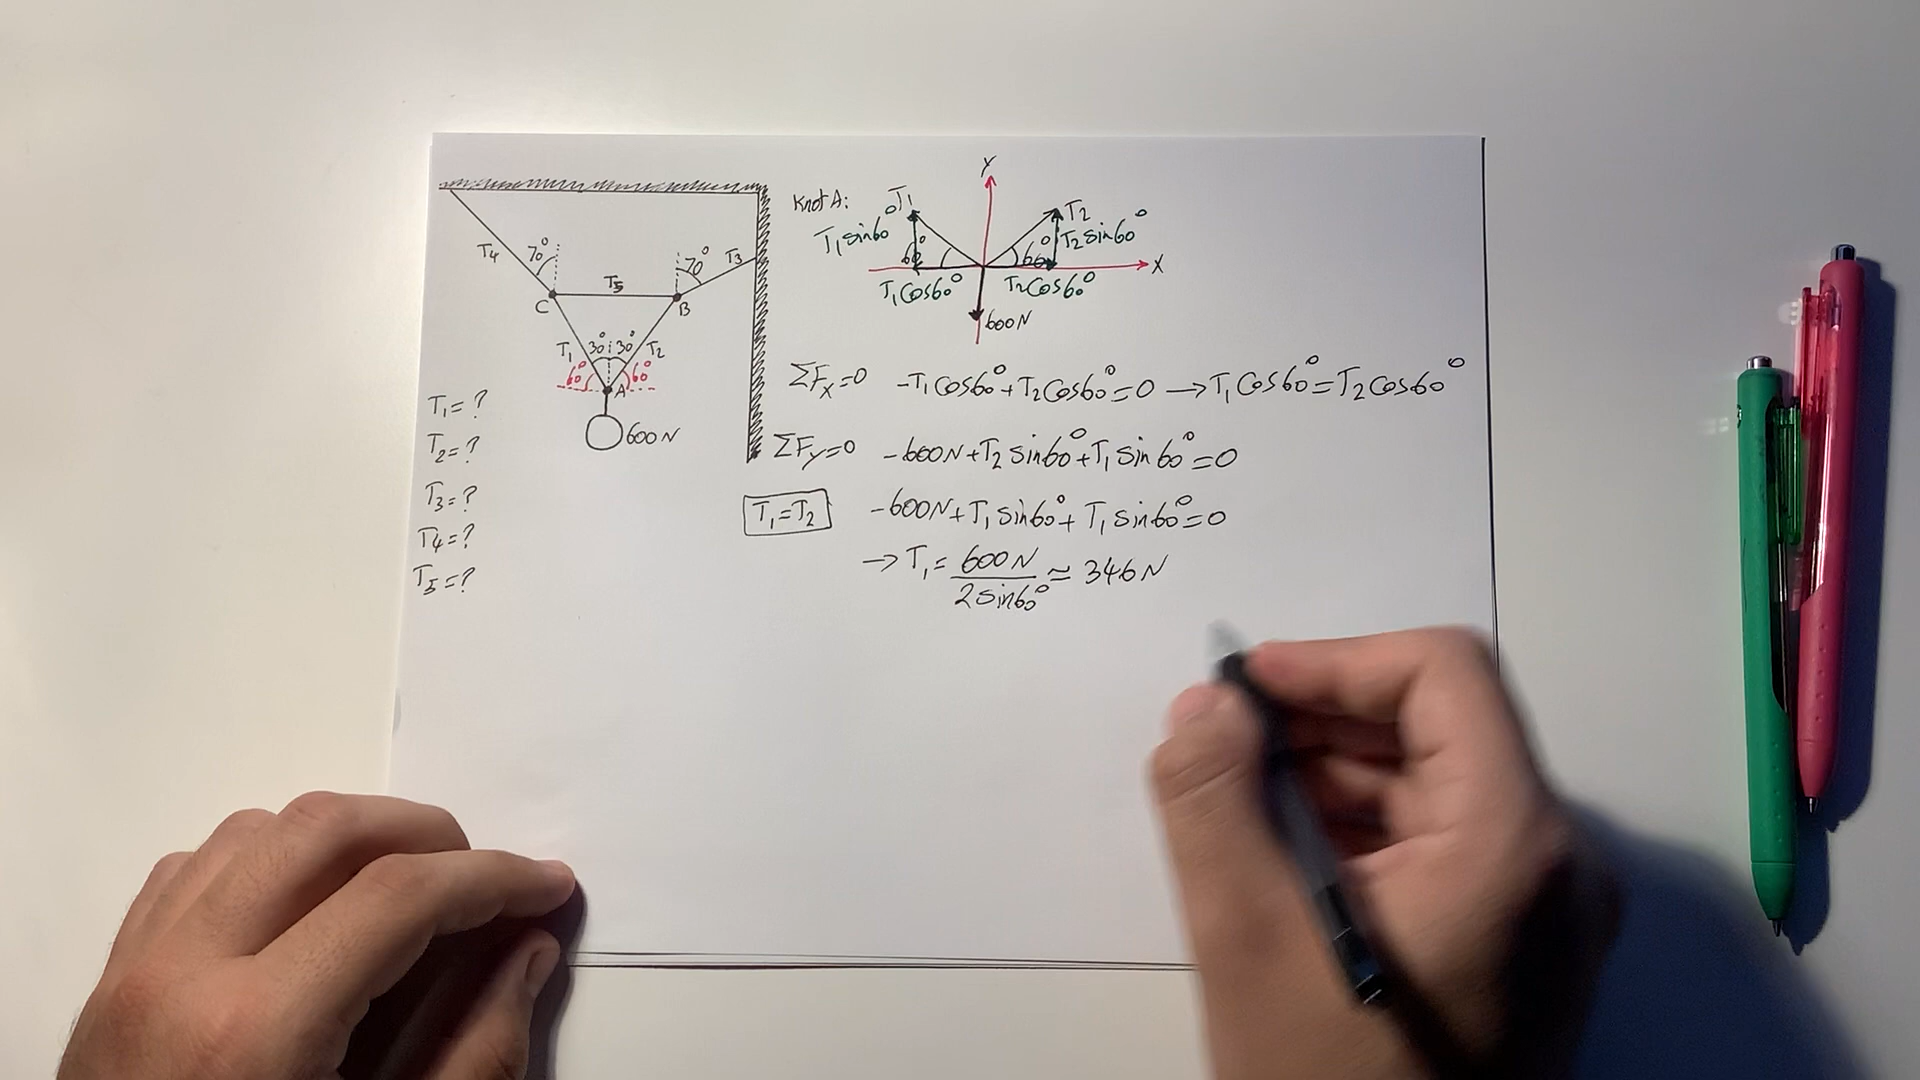 T4
70°
70°
T3
T5
C
B
T1
30°
30°
T2
60°
60°
A
600N
T1=?
T2=?
T3=?
T4=?
T5=?
Knot A:
Y
T1
T2
T1 sin60°
T2 sin60°
60°
60°
X
T1 Cos60°
T2 Cos60°
600N
ΣFx=0 -T1 Cos60°+T2 Cos60°=0 → T1 Cos60°=T2 Cos60°
ΣFy=0 -600N+T2 sin60°+T1 sin60°=0
T1=T2 -600N+T1 sin60°+T1 sin60°=0
→ T1= 600N ≈ 346N
2 sin60°